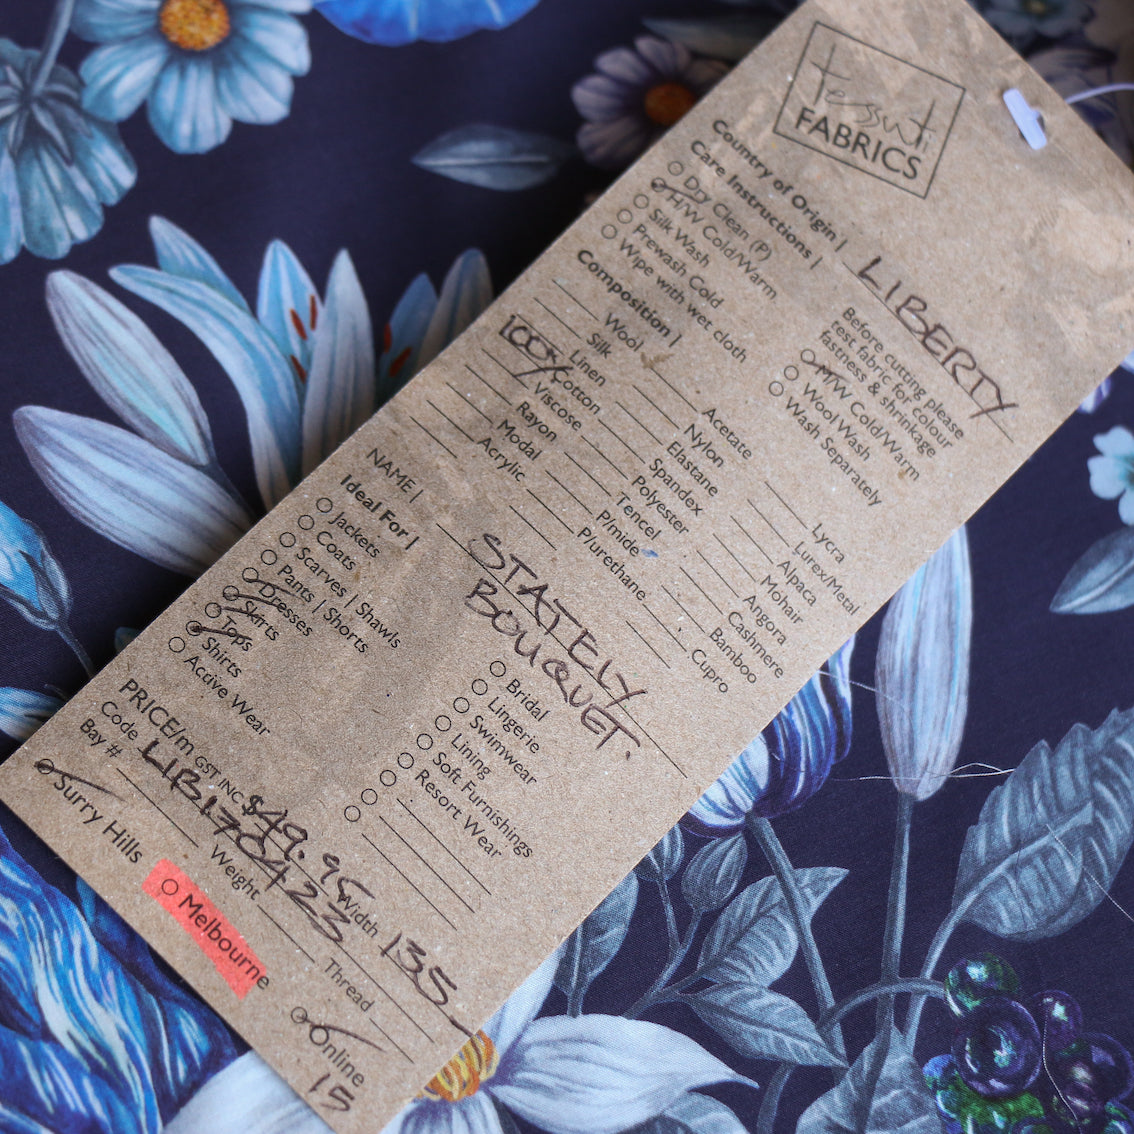 tessuti
FABRICS
Country of Origin | LIBERTY
Care Instructions |
Dry Clean (P)
H/W Cold/Warm
Silk Wash
Prewash Cold
Wipe with wet cloth
Before cutting please
test fabric for colour
fastness & shrinkage
M/W Cold/Warm
Wool Wash
Wash Separately
Composition |
Wool
Silk
Linen
100% Cotton
Viscose
Rayon
Modal
Acrylic
Acetate
Nylon
Elastane
Spandex
Polyester
Tencel
P/mide
P/urethane
Lycra
Lurex/Metal
Alpaca
Mohair
Angora
Cashmere
Bamboo
Cupro
NAME | STATELY
BOUQUET.
Ideal For |
Jackets
Coats
Scarves | Shawls
Pants | Shorts
Dresses
Skirts
Tops
Shirts
Active Wear
Bridal
Lingerie
Swimwear
Lining
Soft Furnishings
Resort Wear
PRICE/m GST INC $49.95
Code LIB170423 Width 135
Bay # Weight Thread
Surry Hills Melbourne Online
15